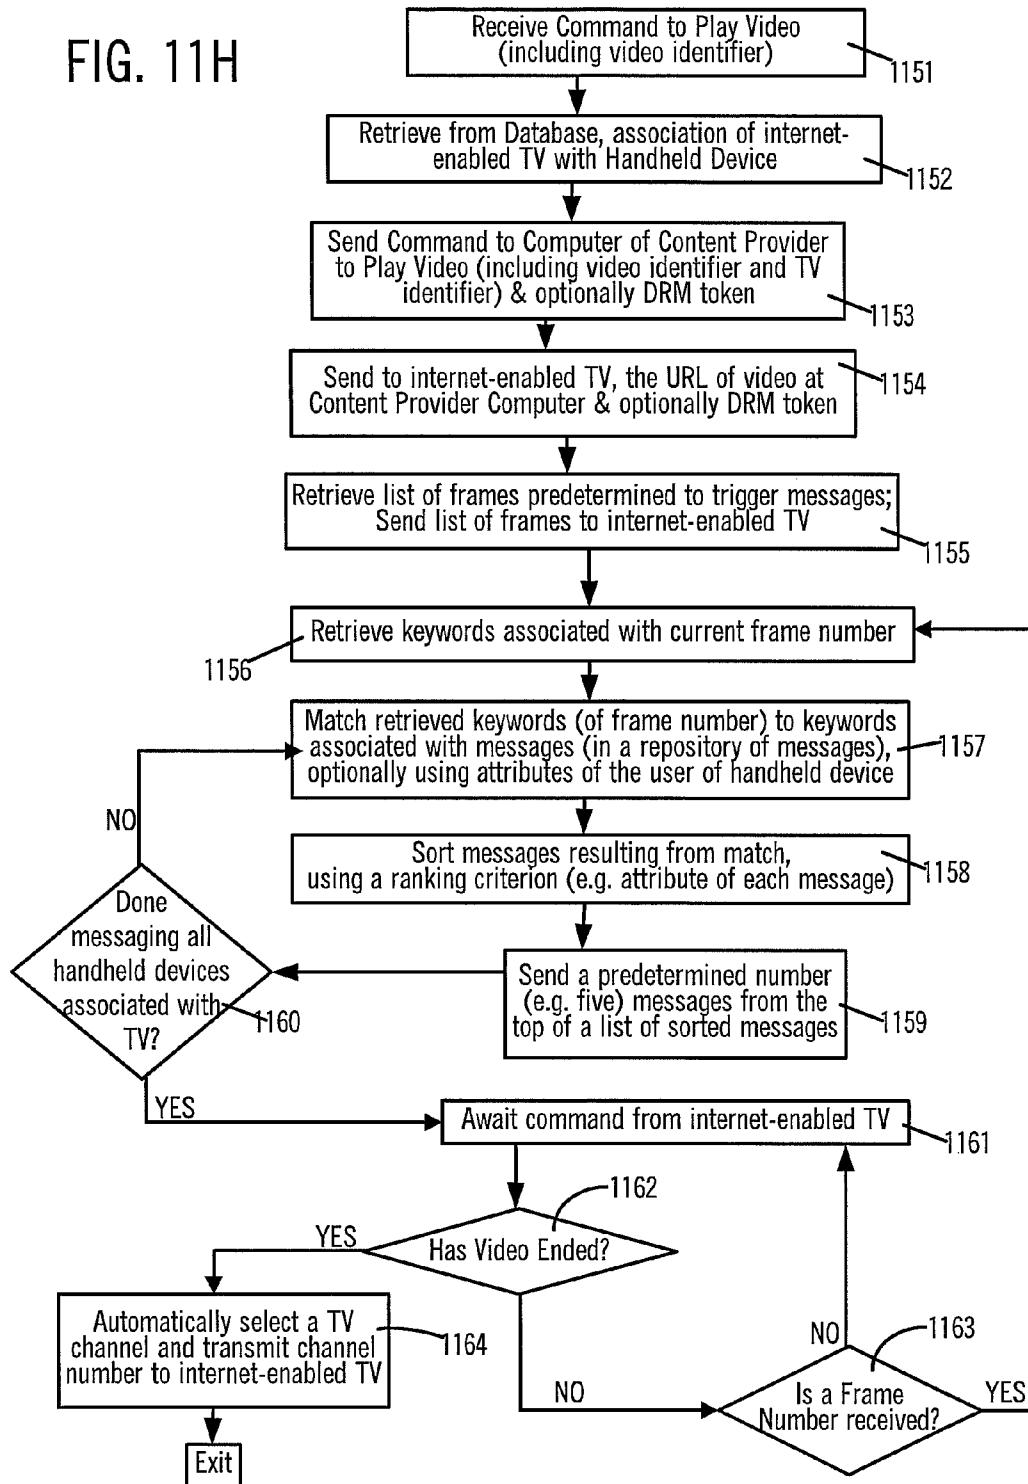 FIG. 11H
Receive Command to Play Video
(including video identifier)
1151
Retrieve from Database, association of internet-
enabled TV with Handheld Device
1152
Send Command to Computer of Content Provider
to Play Video (including video identifier and TV
identifier) & optionally DRM token
1153
Send to internet-enabled TV, the URL of video at
Content Provider Computer & optionally DRM token
1154
Retrieve list of frames predetermined to trigger messages;
Send list of frames to internet-enabled TV
1155
Retrieve keywords associated with current frame number
1156
Match retrieved keywords (of frame number) to keywords
associated with messages (in a repository of messages),
optionally using attributes of the user of handheld device
1157
Sort messages resulting from match,
using a ranking criterion (e.g. attribute of each message)
1158
Send a predetermined number
(e.g. five) messages from the
top of a list of sorted messages
1159
NO
Done
messaging all
handheld devices
associated with
TV?
1160
YES
Await command from internet-enabled TV
1161
1162
Has Video Ended?
YES
Automatically select a TV
channel and transmit channel
number to internet-enabled TV
1164
Exit
NO
1163
Is a Frame
Number received?
NO
YES